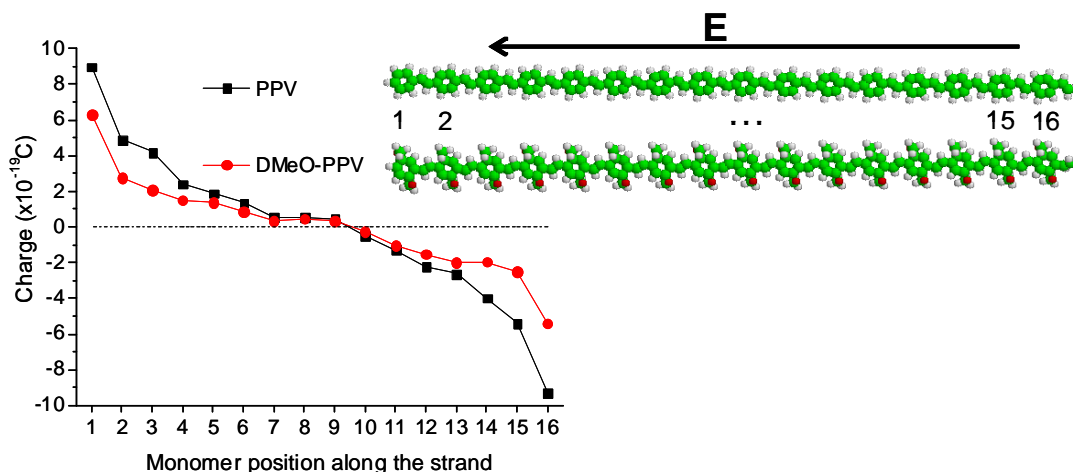 E
10
8
6
4
2
0
-2
-4
-6
-8
-10
Charge (x10⁻¹⁹C)
PPV
DMeO-PPV
1 2 ... 15 16
1 2 3 4 5 6 7 8 9 10 11 12 13 14 15 16
Monomer position along the strand